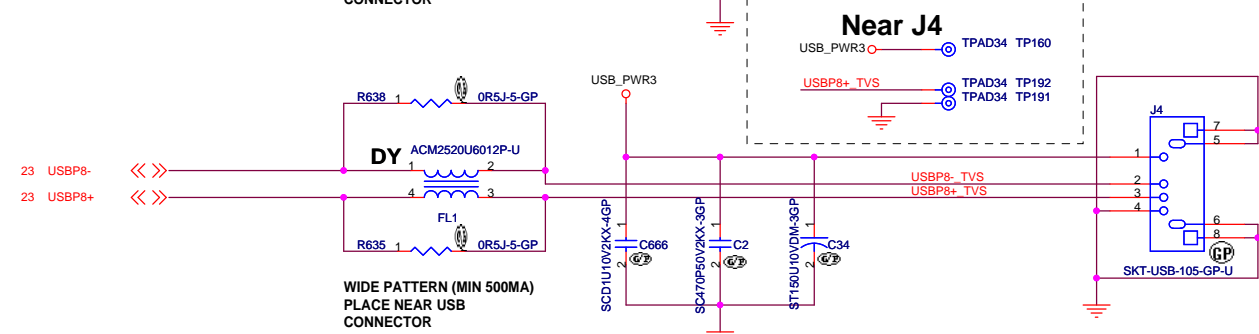 CONNECTOR
Near J4
USB_PWR3
TPAD34 TP160
USBP8+_TVS
TPAD34 TP192
TPAD34 TP191
USB_PWR3
R638 1
0R5J-5-GP
J4
7
5
DY ACM2520U6012P-U
1
2
1
23 USBP8-
USBP8-_TVS
2
23 USBP8+
4
3
USBP8+_TVS
3
4
FL1
6
8
R635 1
0R5J-5-GP
SCD1U10V2KX-4GP
1
2
C666
G/P
SC470P50V2KX-3GP
1
2
C2
G/P
ST150U10VDM-3GP
1
2
C34
G/P
GP
SKT-USB-105-GP-U
WIDE PATTERN (MIN 500MA)
PLACE NEAR USB
CONNECTOR